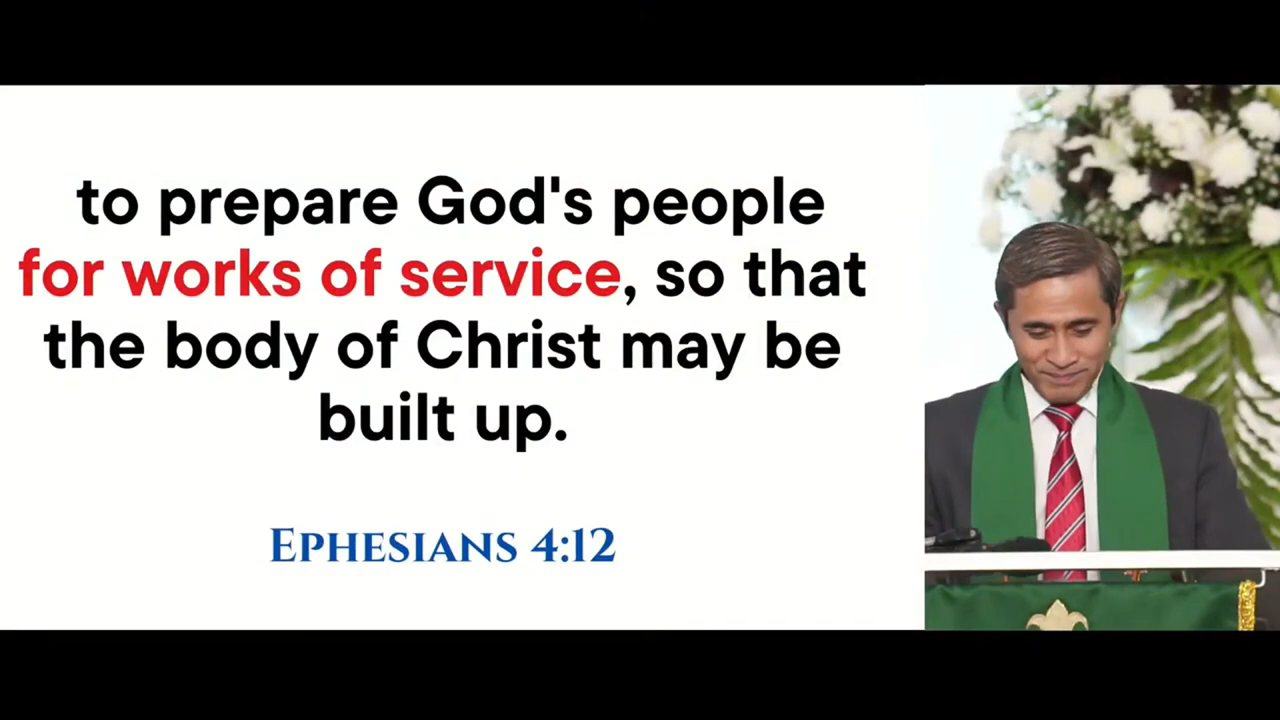 to prepare God's people
for works of service, so that
the body of Christ may be
built up.
EPHESIANS 4:12